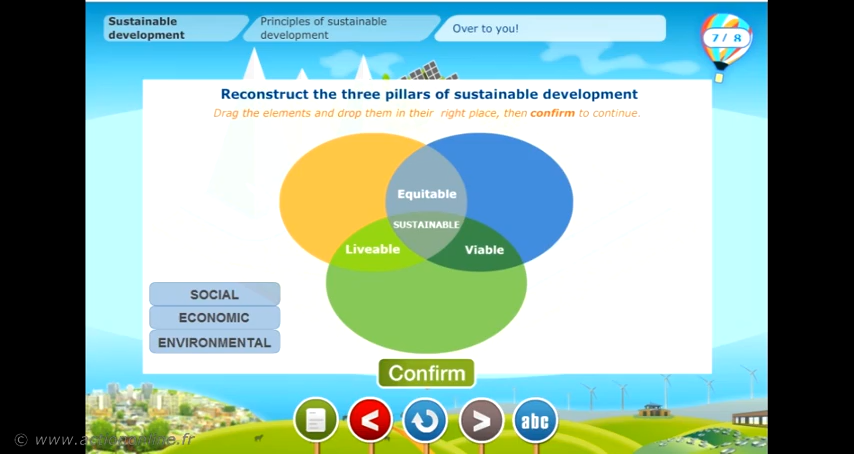 Sustainable
development
Principles of sustainable
development
Over to you!
7 / 8
Reconstruct the three pillars of sustainable development
Drag the elements and drop them in their right place, then confirm to continue.
Equitable
SUSTAINABLE
Liveable
Viable
SOCIAL
ECONOMIC
ENVIRONMENTAL
Confirm
< > abc
© www.